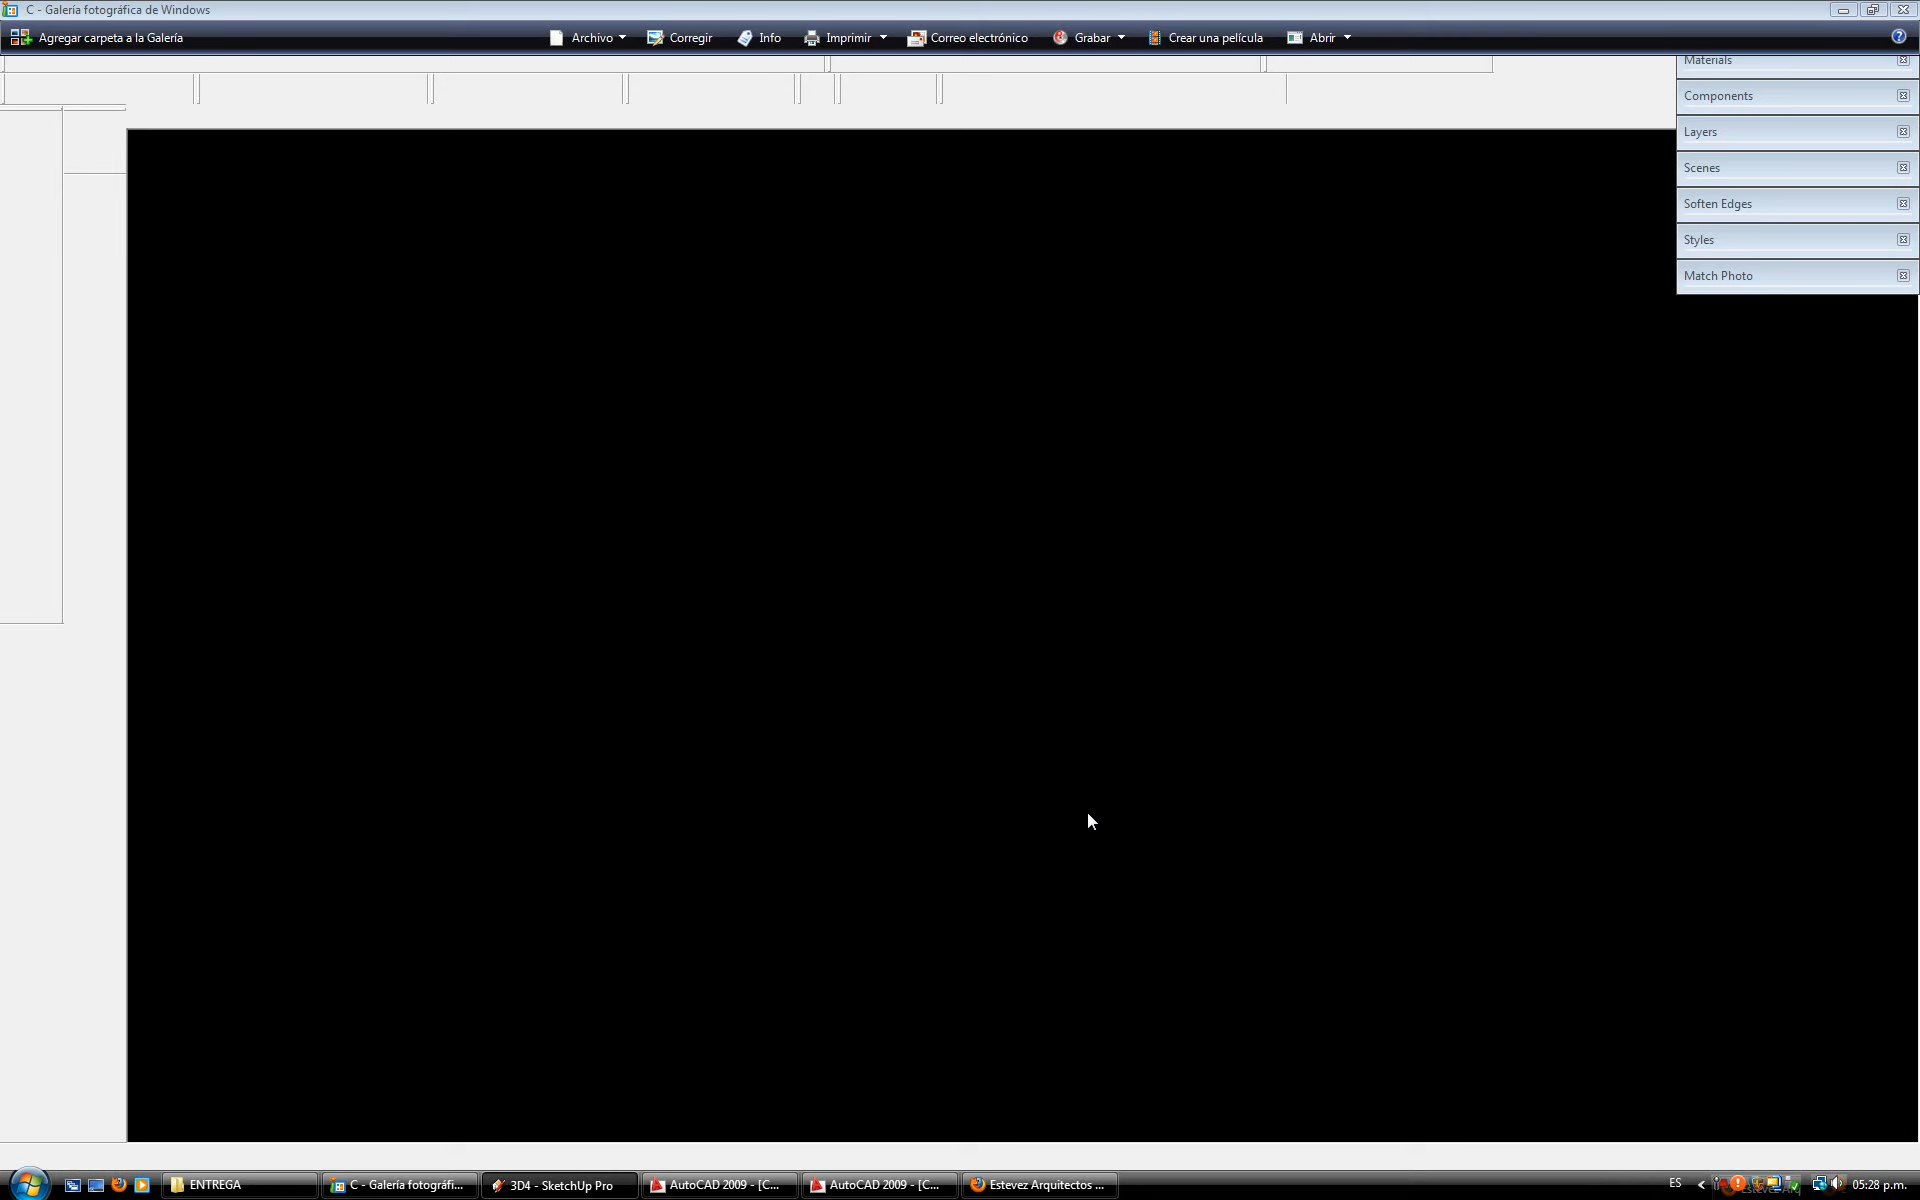 C - Galería fotográfica de Windows
Agregar carpeta a la Galería
Archivo
Corregir
Info
Imprimir
Correo electrónico
Grabar
Crear una película
Abrir
Materials
Components
Layers
Scenes
Soften Edges
Styles
Match Photo
ENTREGA
C - Galería fotográfi...
3D4 - SketchUp Pro
AutoCAD 2009 - [C...
AutoCAD 2009 - [C...
Estevez Arquitectos ...
ES
05:28 p.m.